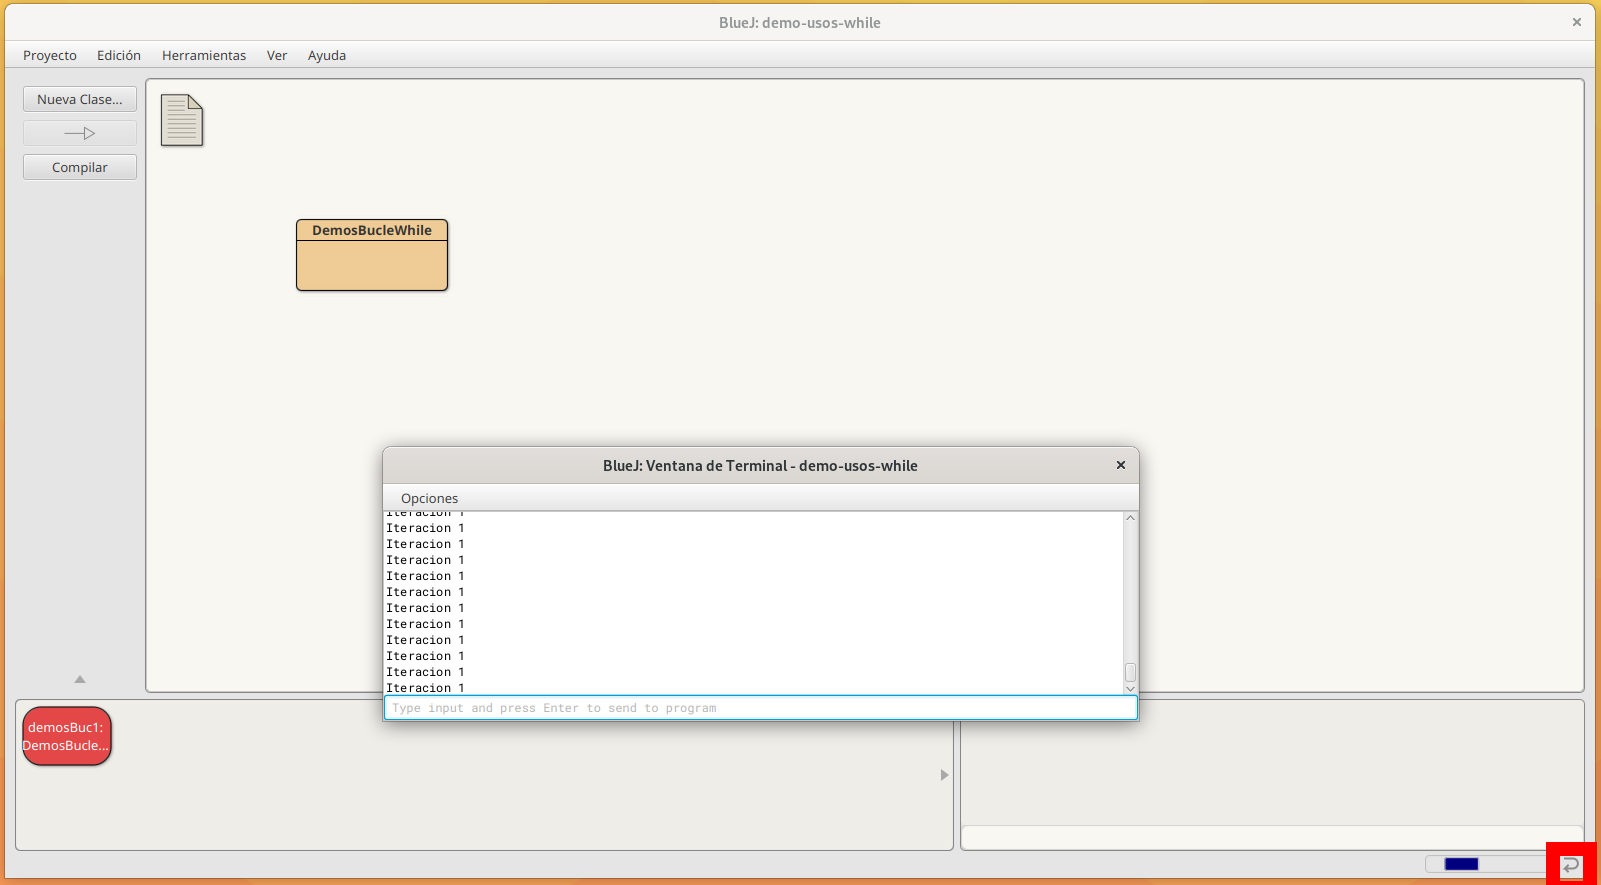 BlueJ: demo-usos-while
Proyecto Edición Herramientas Ver Ayuda
Nueva Clase...
Compilar
DemosBucleWhile
BlueJ: Ventana de Terminal - demo-usos-while
Opciones
Iteracion 1
Iteracion 1
Iteracion 1
Iteracion 1
Iteracion 1
Iteracion 1
Iteracion 1
Iteracion 1
Iteracion 1
Iteracion 1
Iteracion 1
Iteracion 1
Type input and press Enter to send to program
demosBuc1:
DemosBucle...